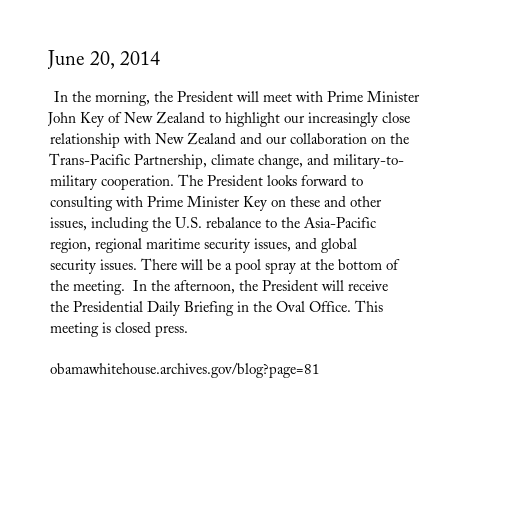 June 20, 2014
In the morning, the President will meet with Prime Minister
John Key of New Zealand to highlight our increasingly close
relationship with New Zealand and our collaboration on the
Trans-Pacific Partnership, climate change, and military-to-
military cooperation. The President looks forward to
consulting with Prime Minister Key on these and other
issues, including the U.S. rebalance to the Asia-Pacific
region, regional maritime security issues, and global
security issues. There will be a pool spray at the bottom of
the meeting.  In the afternoon, the President will receive
the Presidential Daily Briefing in the Oval Office. This
meeting is closed press.
obamawhitehouse.archives.gov/blog?page=81